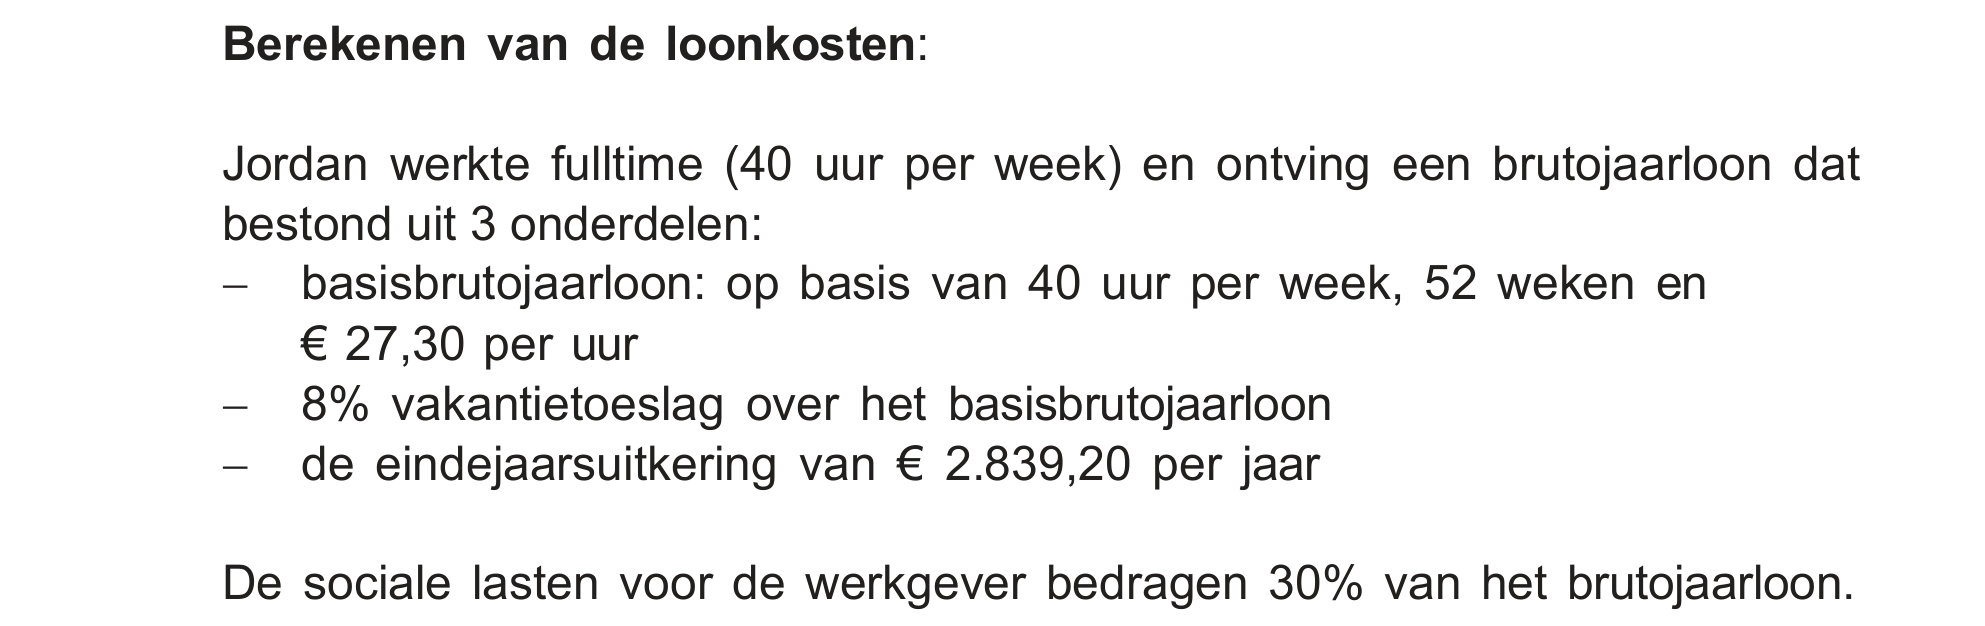 Berekenen van de loonkosten:
Jordan werkte fulltime (40 uur per week) en ontving een brutojaarloon dat
bestond uit 3 onderdelen:
– basisbrutojaarloon: op basis van 40 uur per week, 52 weken en
€ 27,30 per uur
– 8% vakantietoeslag over het basisbrutojaarloon
– de eindejaarsuitkering van € 2.839,20 per jaar
De sociale lasten voor de werkgever bedragen 30% van het brutojaarloon.